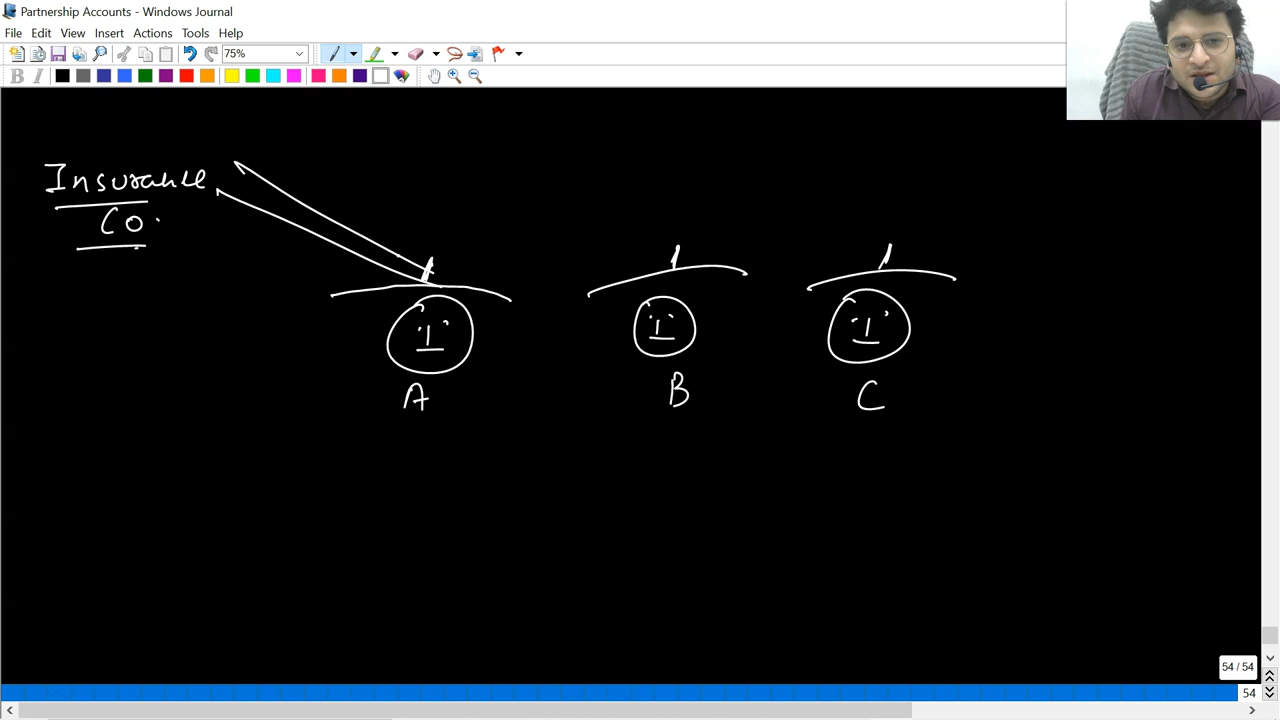 Partnership Accounts - Windows Journal
File Edit View Insert Actions Tools Help
75%
B I
Insurance
CO.
A B C
54 / 54
54